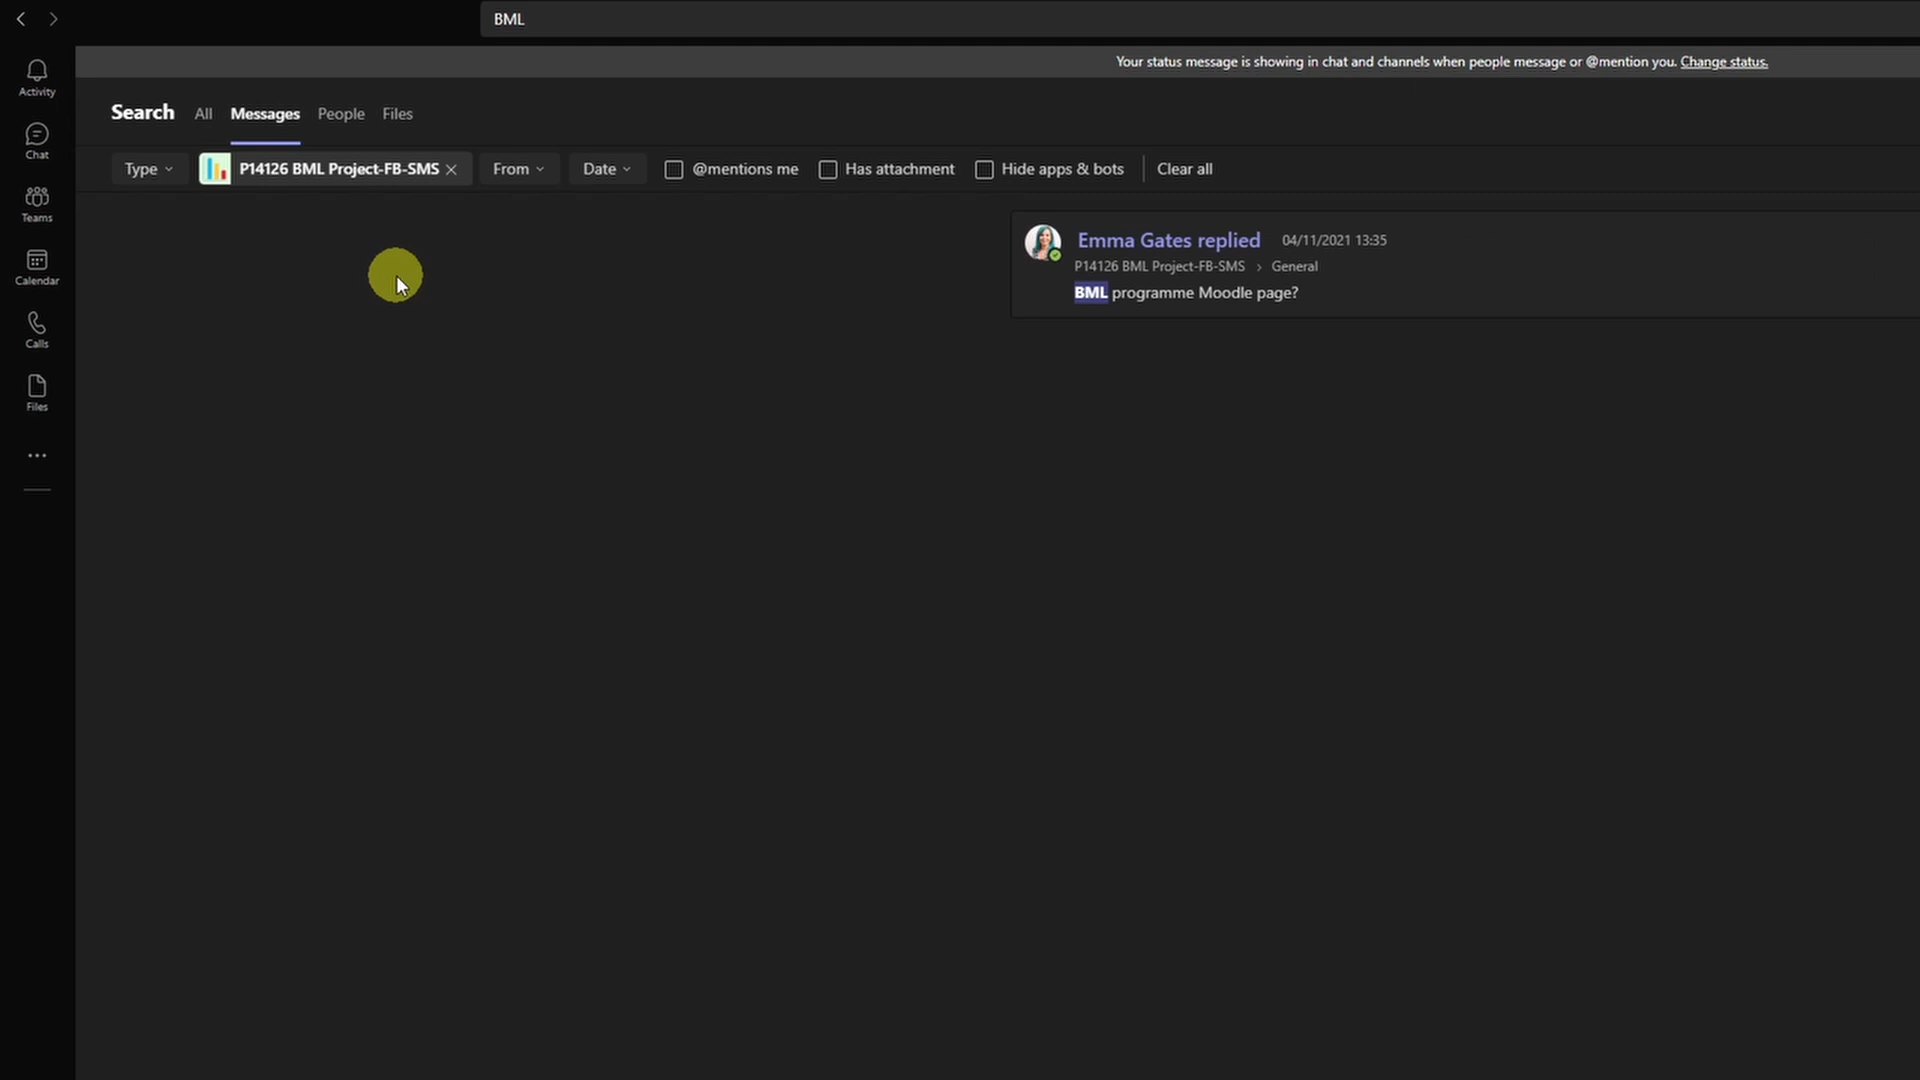 BML
Your status message is showing in chat and channels when people message or @mention you. Change status.
Activity
Chat
Teams
Calendar
Calls
Files
Search All Messages People Files
Type P14126 BML Project-FB-SMS From Date @mentions me Has attachment Hide apps & bots Clear all
Emma Gates replied 04/11/2021 13:35
P14126 BML Project-FB-SMS > General
BML programme Moodle page?